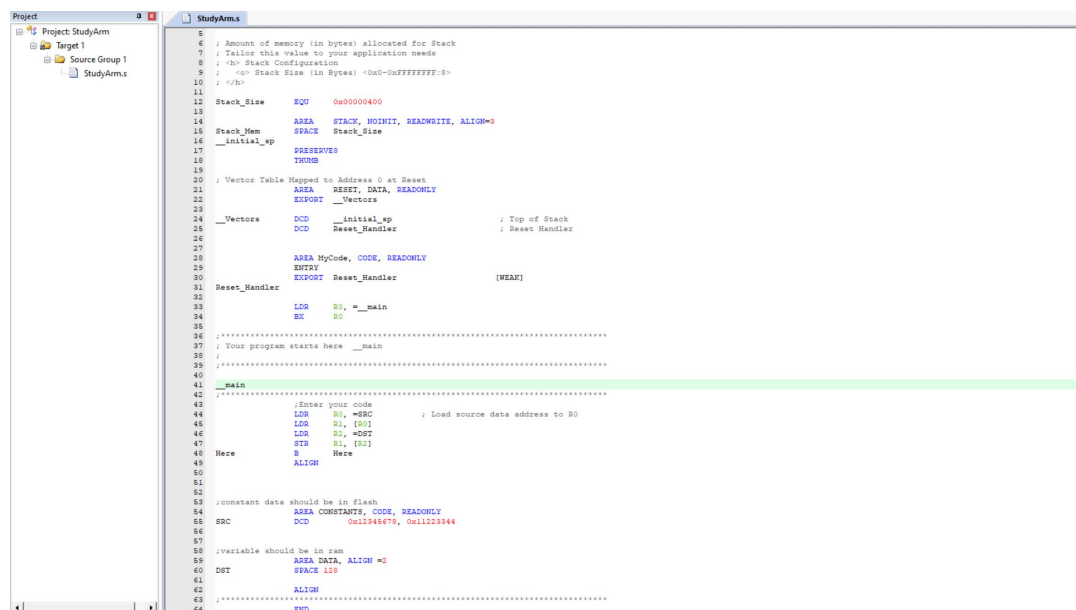 Project
Project: StudyArm
Target 1
Source Group 1
StudyArm.s
StudyArm.s
5
6 ; Amount of memory (in bytes) allocated for Stack
7 ; Tailor this value to your application needs
8 ; <h> Stack Configuration
9 ;   <o> Stack Size (in Bytes) <0x0-0xFFFFFFFF:8>
10 ; </h>
11
12 Stack_Size EQU 0x00000400
13
14 AREA STACK, NOINIT, READWRITE, ALIGN=3
15 Stack_Mem SPACE Stack_Size
16 __initial_sp
17 PRESERVE8
18 THUMB
19
20 ; Vector Table Mapped to Address 0 at Reset
21 AREA RESET, DATA, READONLY
22 EXPORT __Vectors
23
24 __Vectors DCD __initial_sp ; Top of Stack
25 DCD Reset_Handler ; Reset Handler
26
27
28 AREA MyCode, CODE, READONLY
29 ENTRY
30 EXPORT Reset_Handler [WEAK]
31 Reset_Handler
32
33 LDR R0, =__main
34 BX R0
35
36 ;*******************************************************************************
37 ; Your program starts here __main
38 ;
39 ;*******************************************************************************
40
41 __main
42 ;*******************************************************************************
43 ;Enter your code
44 LDR R0, =SRC ; Load source data address to R0
45 LDR R1, [R0]
46 LDR R2, =DST
47 STR R1, [R2]
48 Here B Here
49 ALIGN
50
51
52
53 ;constant data should be in flash
54 AREA CONSTANTS, CODE, READONLY
55 SRC DCD 0x12345678, 0x11223344
56
57
58 ;variable should be in ram
59 AREA DATA, ALIGN =2
60 DST SPACE 128
61
62 ALIGN
63 ;*******************************************************************************
64 END